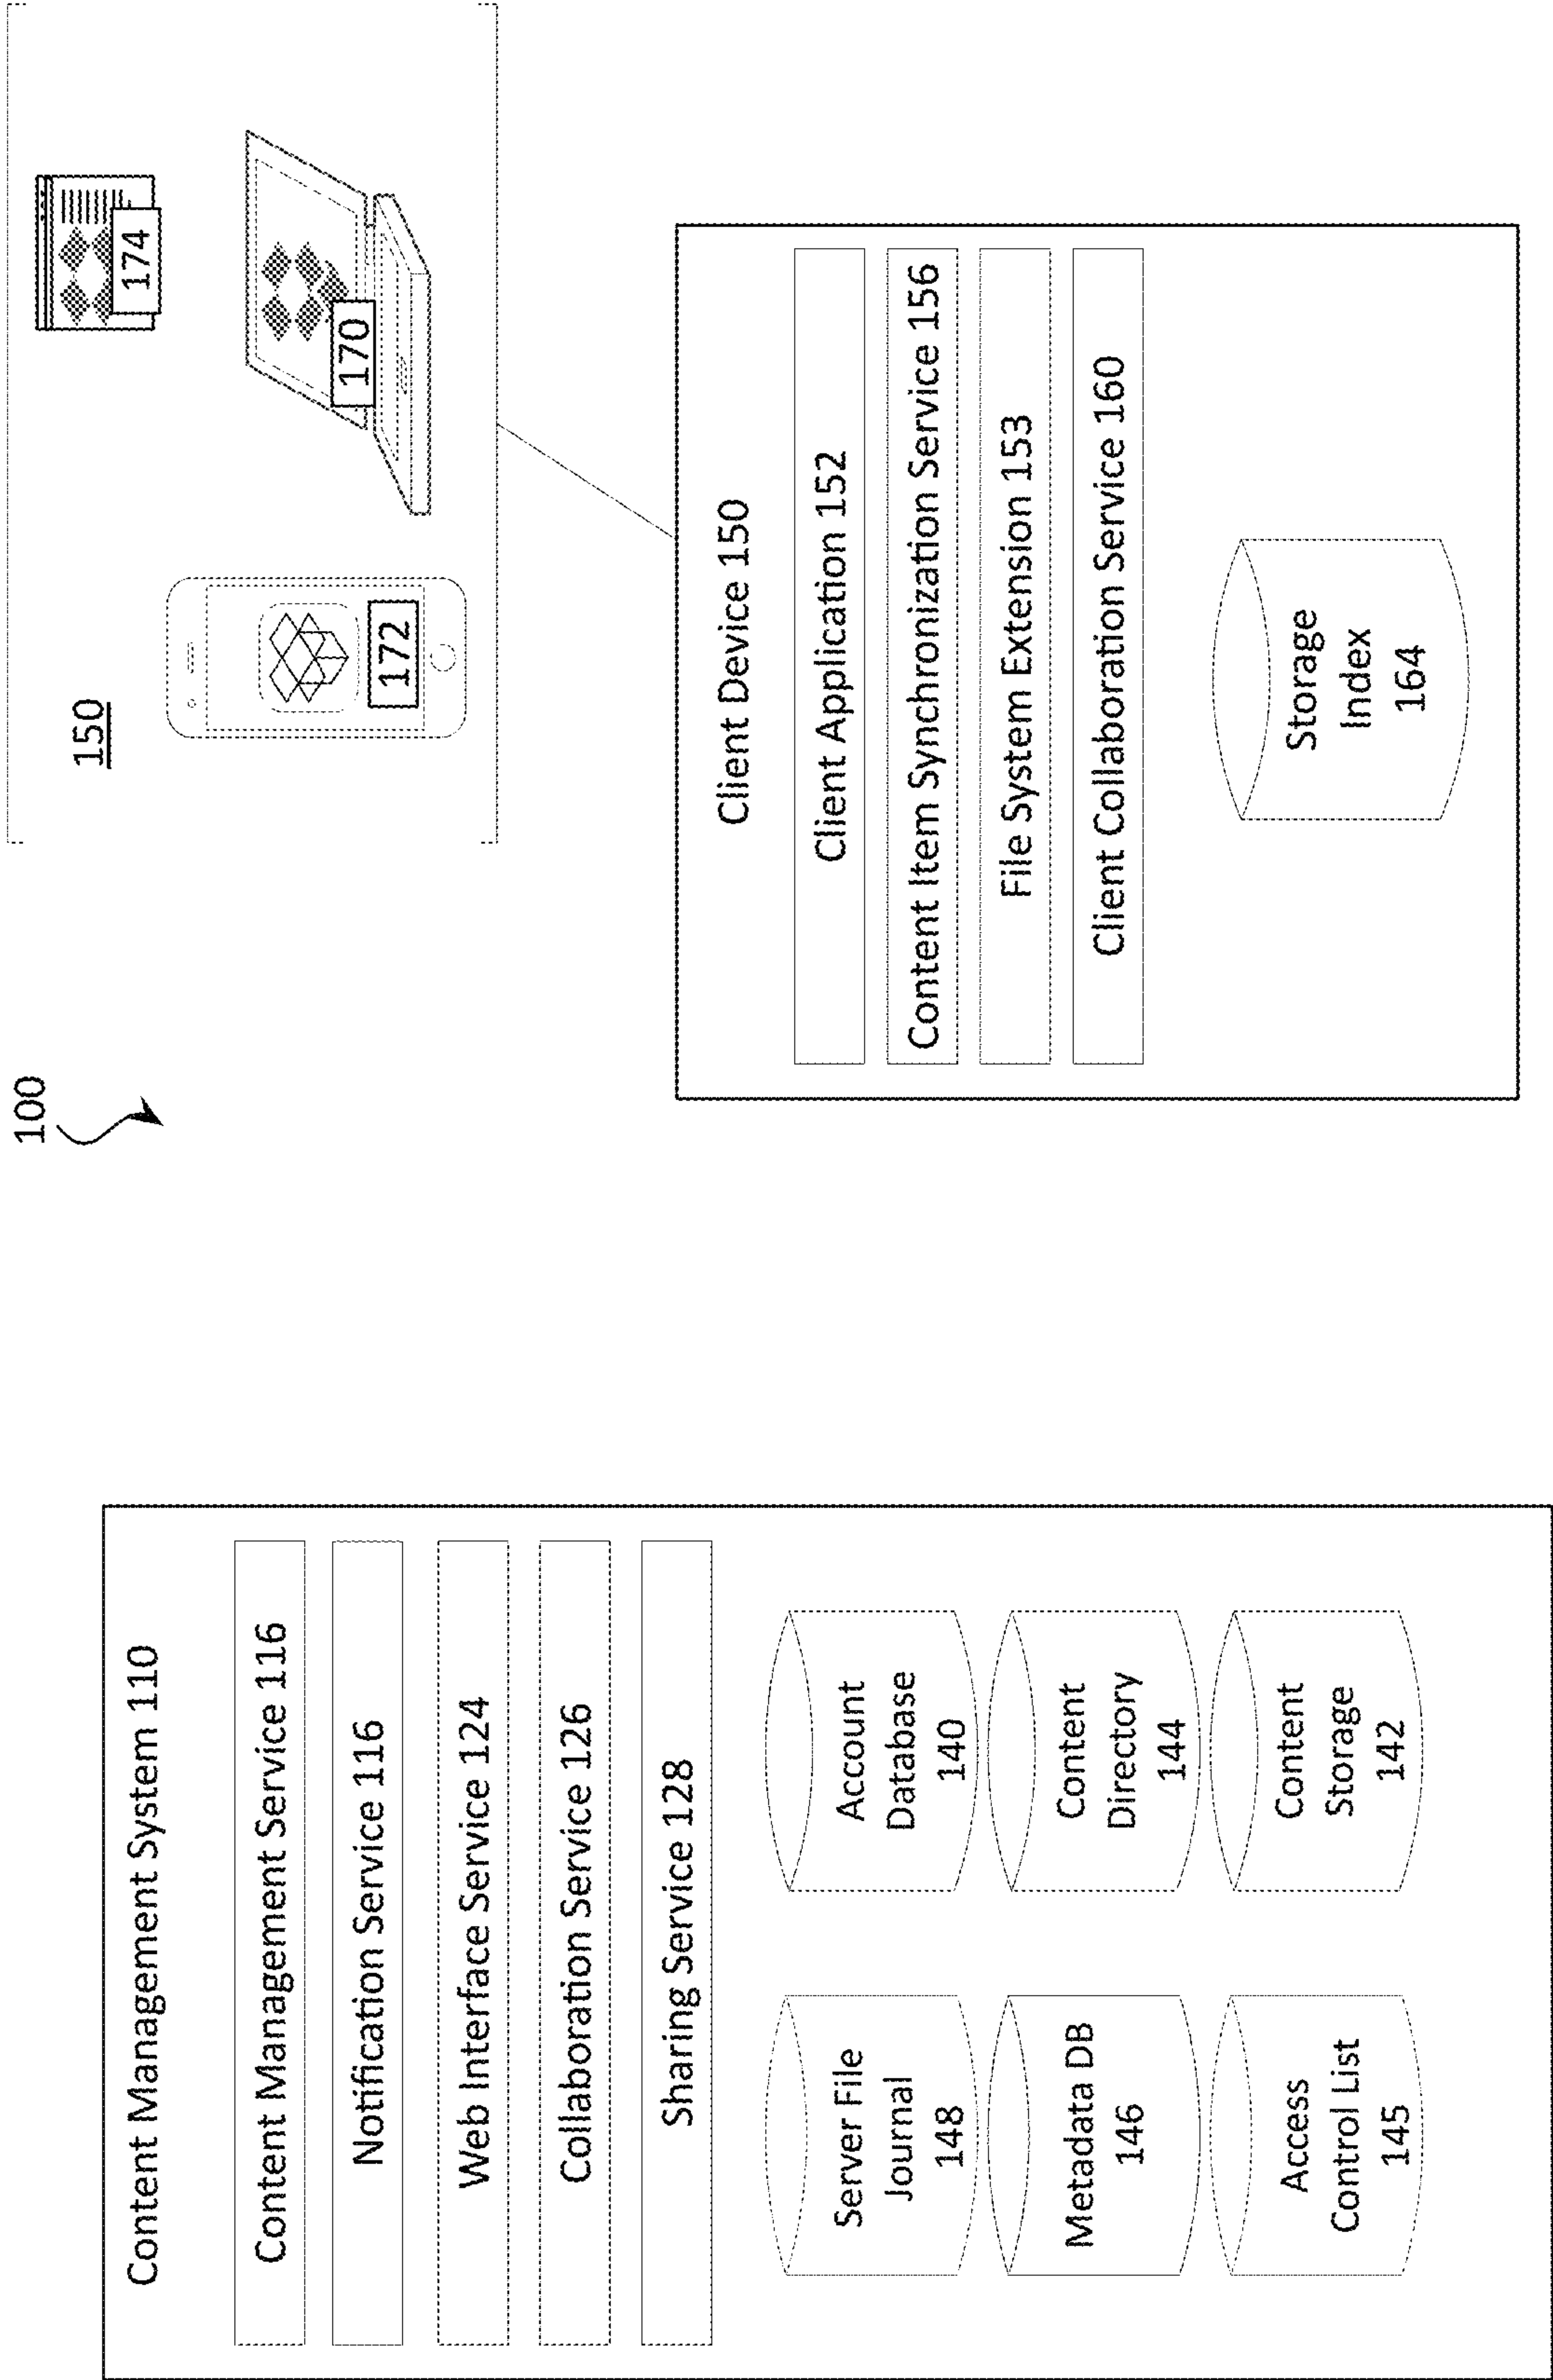 100
Content Management System 110
Content Management Service 116
Notification Service 116
Web Interface Service 124
Collaboration Service 126
Sharing Service 128
Server File
Journal
148
Account
Database
140
Metadata DB
146
Content
Directory
144
Access
Control List
145
Content
Storage
142
150
172
170
174
Client Device 150
Client Application 152
Content Item Synchronization Service 156
File System Extension 153
Client Collaboration Service 160
Storage
Index
164